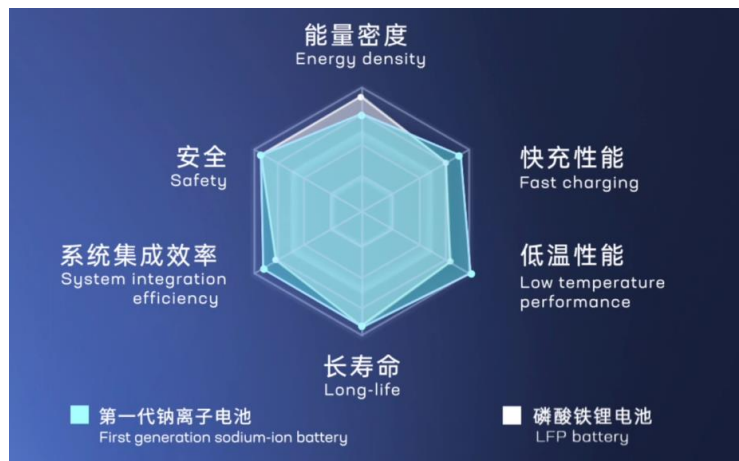 能量密度
Energy density
安全
Safety
快充性能
Fast charging
系统集成效率
System integration
efficiency
低温性能
Low temperature
performance
长寿命
Long-life
第一代钠离子电池
First generation sodium-ion battery
磷酸铁锂电池
LFP battery